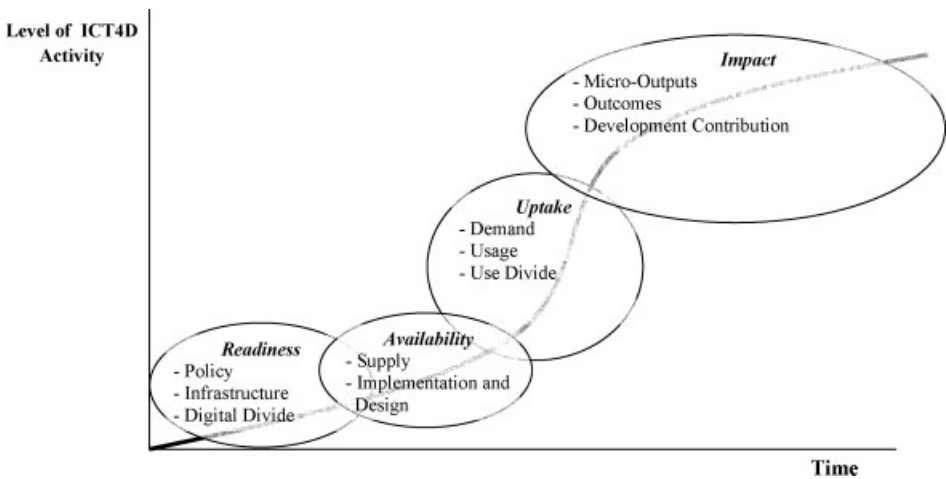 Level of ICT4D
Activity
Impact
- Micro-Outputs
- Outcomes
- Development Contribution
Uptake
- Demand
- Usage
- Use Divide
Availability
- Supply
- Implementation and
Design
Readiness
- Policy
- Infrastructure
- Digital Divide
Time